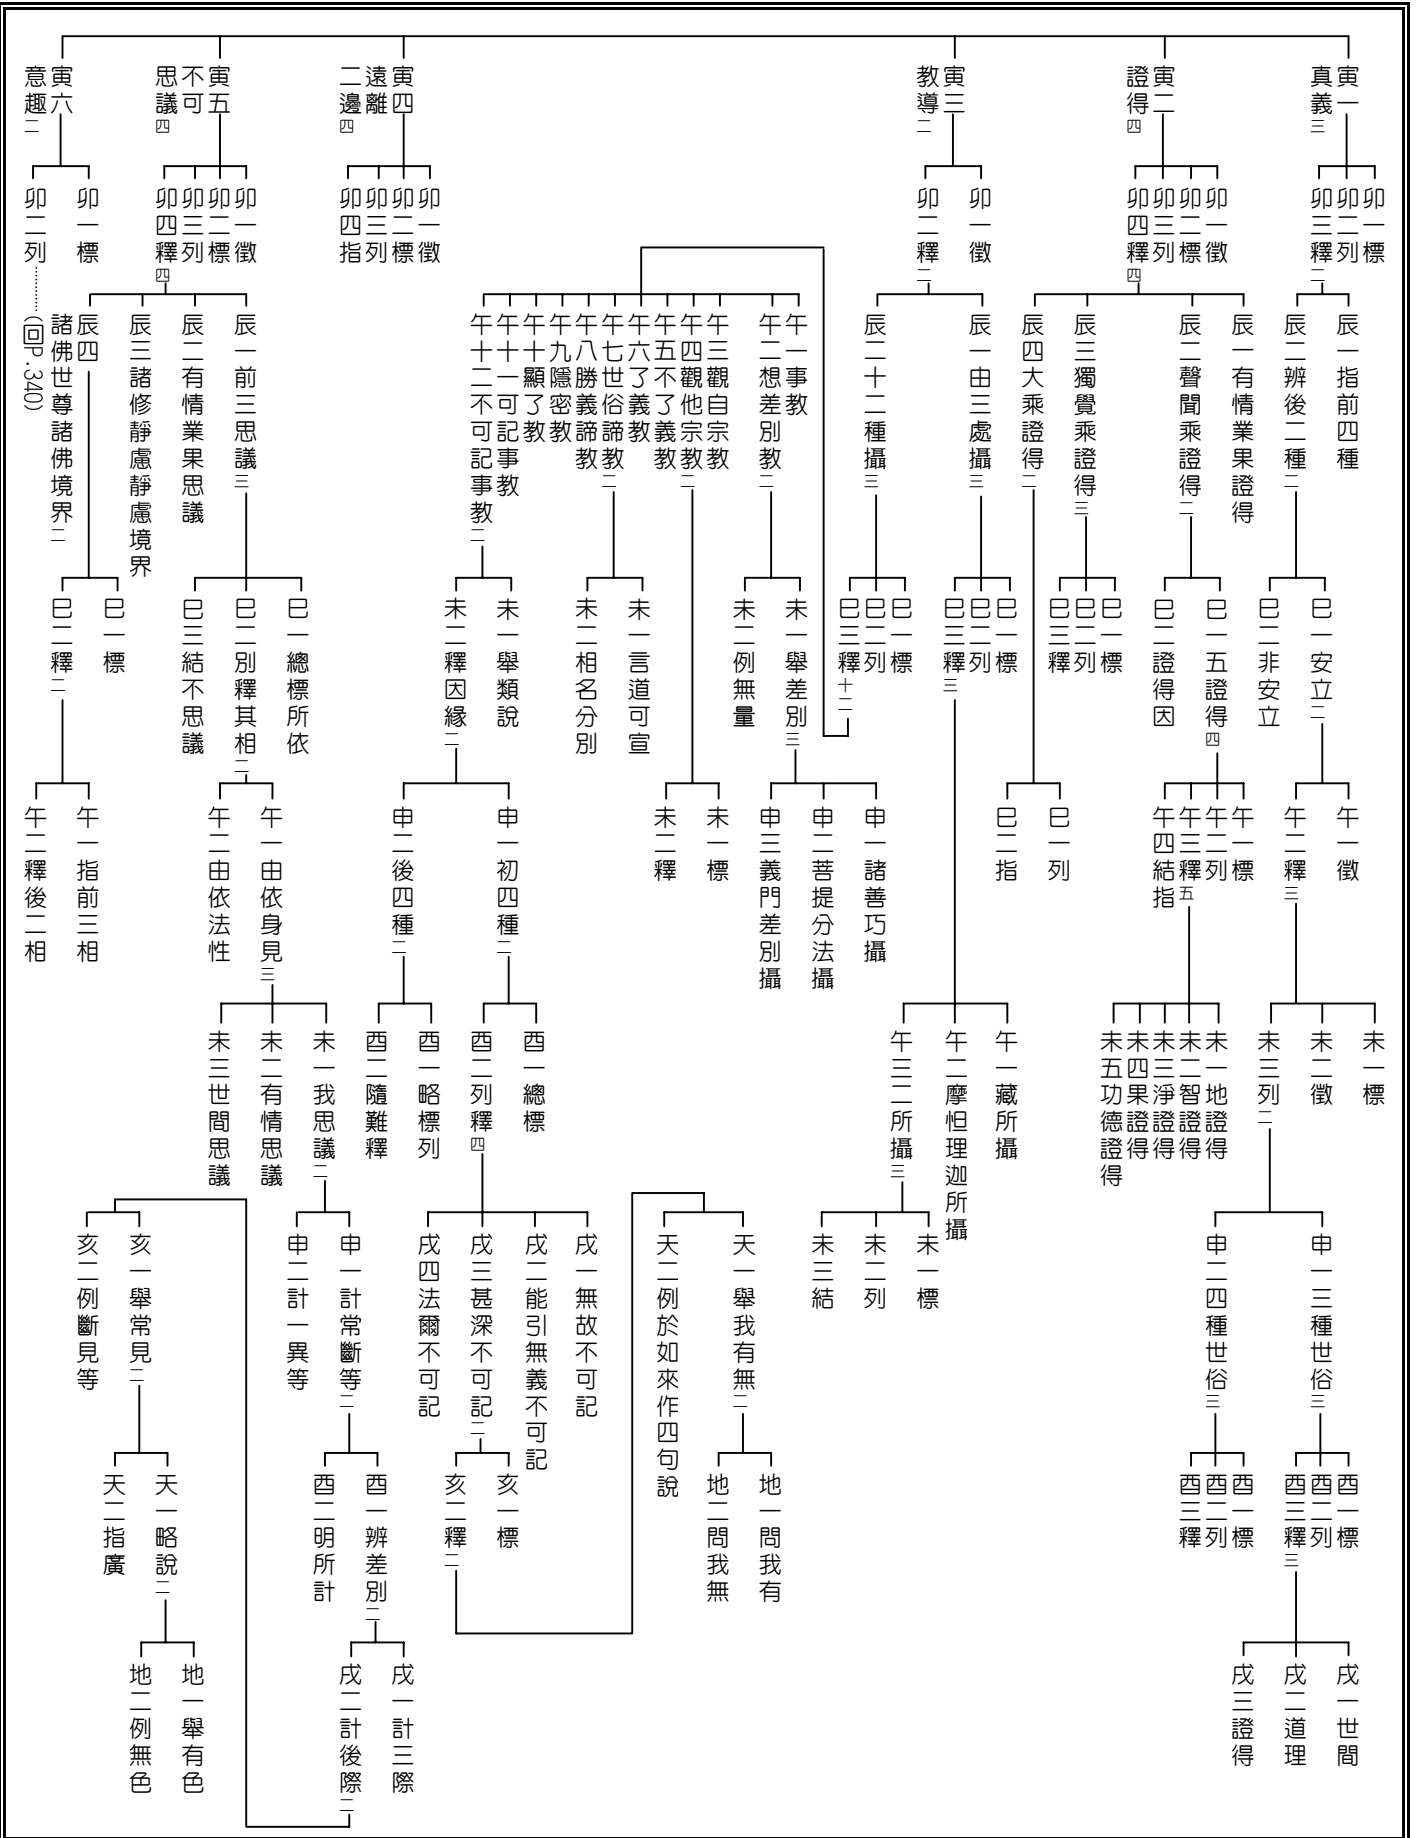 寅一
真義三
卯一標
卯二列
卯三釋二
辰一指前四種
辰二辨後二種二
巳一安立二
午一徵
午二釋三
未一標
未二徵
未三列二
申一三種世俗三
酉一標
酉二列
酉三釋三
戌一世間
戌二道理
戌三證得
申二四種世俗三
酉一標
酉二列
酉三釋
巳二非安立
寅二
證得四
卯一徵
卯二標
卯三列
卯四釋四
辰一有情業果證得
辰二聲聞乘證得二
巳一五證得四
午一標
午二列
午三釋五
未一地證得
未二智證得
未三淨證得
未四果證得
未五功德證得
午四結指
巳二證得因
辰三獨覺乘證得三
巳一標
巳二列
巳三釋
辰四大乘證得二
巳一列
巳二指
寅三
教導二
卯一徵
卯二釋二
辰一由三處攝三
巳一標
巳二列
巳三釋三
午一藏所攝
午二摩怛理迦所攝
午三二所攝三
未一標
未二列
未三結
辰二十二種攝三
巳一標
巳二列
巳三釋十二
午一事教
午二想差別教二
未一舉差別三
申一諸善巧攝
申二菩提分法攝
申三義門差別攝
未二例無量
午三觀自宗教
午四觀他宗教二
未一標
未二釋
午五不了義教
午六了義教
午七世俗諦教二
未一言道可宣
未二相名分別
午八勝義諦教
午九隱密教
午十顯了教
午十一可記事教
午十二不可記事教二
未一舉類說
未二釋因緣二
申一初四種二
酉一總標
酉二列釋四
戌一無故不可記
戌二能引無義不可記
戌三甚深不可記二
亥一標
亥二釋二
天一舉我有無二
地一問我有
地二問我無
天二例於如來作四句說
戌四法爾不可記
申二後四種二
酉一略標列
酉二隨難釋
寅四
遠離
二邊四
卯一徵
卯二標
卯三列
卯四指
寅五
不可
思議四
卯一徵
卯二標
卯三列
卯四釋四
辰一前三思議三
巳一總標所依
巳二別釋其相二
午一由依身見三
未一我思議二
申一計常斷等二
酉一辨差別二
戌一計三際
戌二計後際二
亥一舉常見二
天一略說二
地一舉有色
地二例無色
天二指廣
亥二例斷見等
酉二明所計
申二計一異等
未二有情思議
未三世間思議
午二由依法性
巳三結不思議
辰二有情業果思議
辰三諸修靜慮靜慮境界
辰四
諸佛世尊諸佛境界二
巳一標
巳二釋二
午一指前三相
午二釋後二相
寅六
意趣二
卯一標
卯二列………(回P.340)